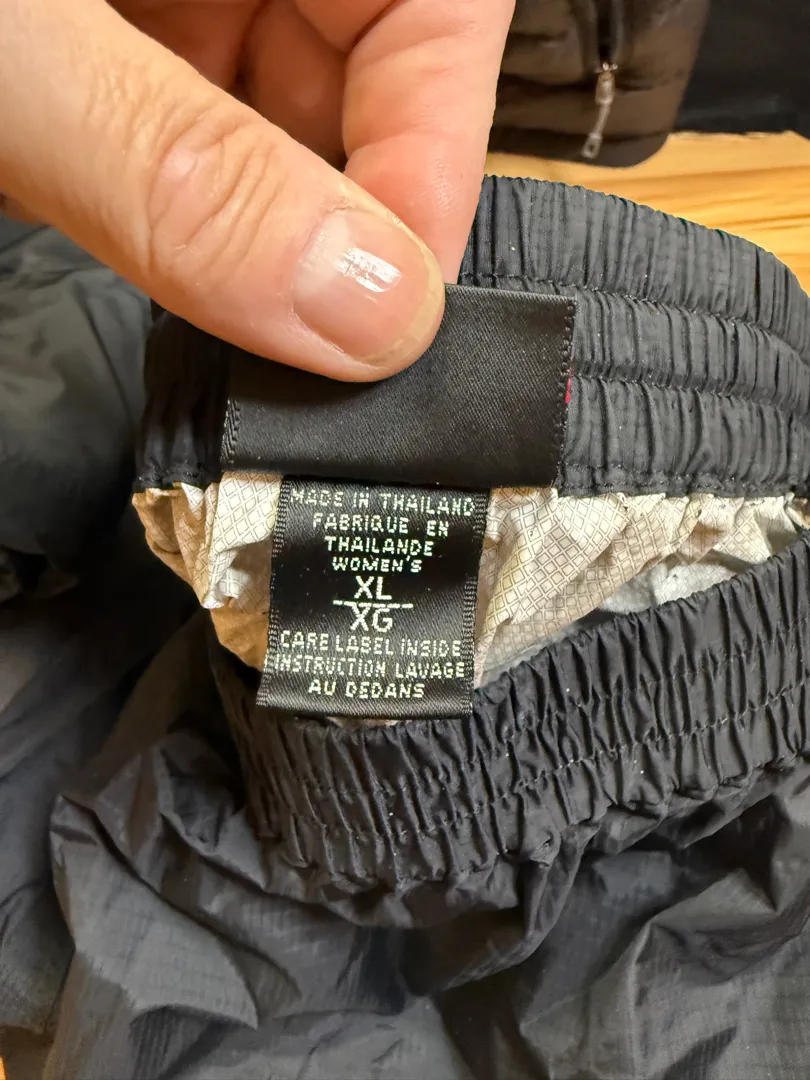 MADE IN THAILAND
FABRIQUE EN
THAILANDE
WOMEN'S
XL
XG
CARE LABEL INSIDE
INSTRUCTION LAVAGE
AU DEDANS